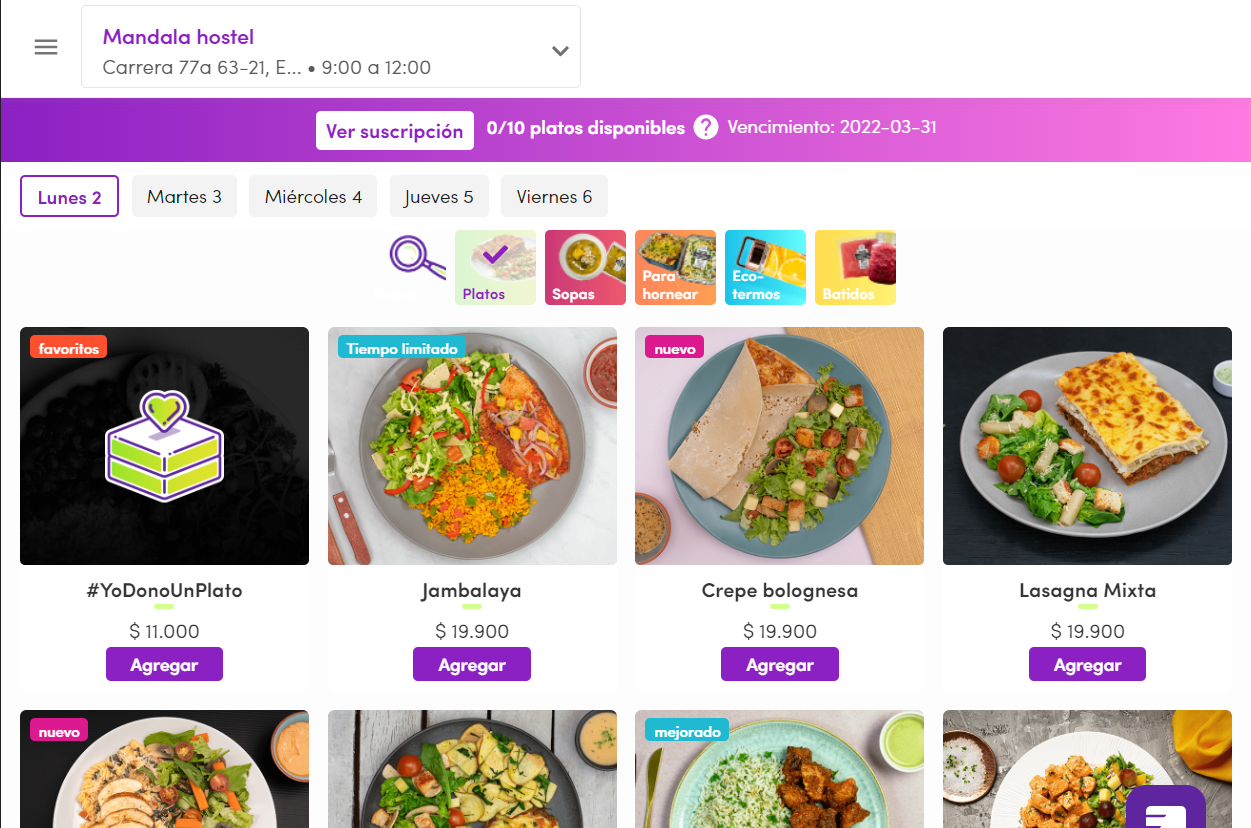 Mandala hostel
Carrera 77a 63-21, E... • 9:00 a 12:00
Ver suscripción
0/10 platos disponibles ? Vencimiento: 2022-03-31
Lunes 2
Martes 3
Miércoles 4
Jueves 5
Viernes 6
Platos
Sopas
Para
hornear
Eco-
termos
Batidos
favoritos
Tiempo limitado
nuevo
#YoDonoUnPlato
Jambalaya
Crepe bolognesa
Lasagna Mixta
$ 11.000
$ 19.900
$ 19.900
$ 19.900
Agregar
Agregar
Agregar
Agregar
nuevo
mejorado